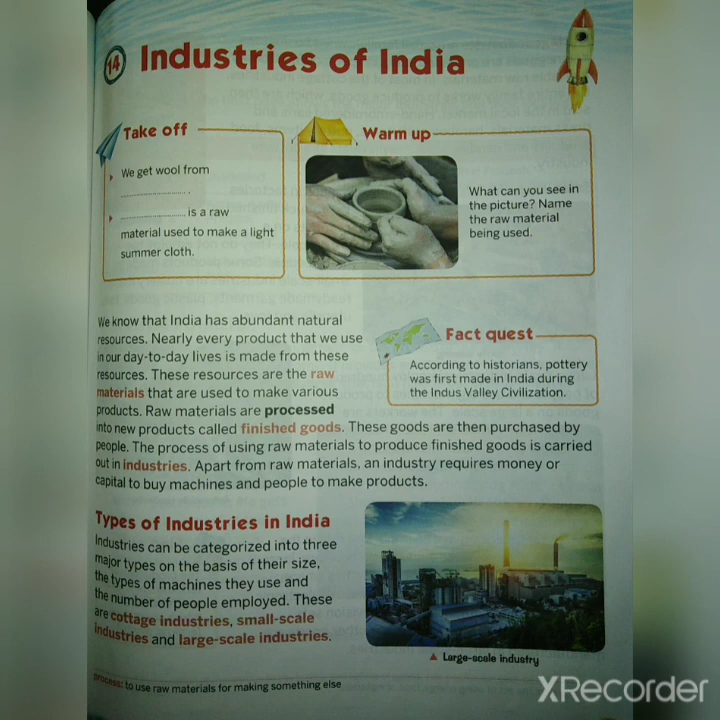 14 Industries of India
Take off
We get wool from
.......................... .
.......................... is a raw
material used to make a light
summer cloth.
Warm up
What can you see in
the picture? Name
the raw material
being used.
We know that India has abundant natural
resources. Nearly every product that we use
in our day-to-day lives is made from these
resources. These resources are the raw
materials that are used to make various
products. Raw materials are processed
into new products called finished goods. These goods are then purchased by
people. The process of using raw materials to produce finished goods is carried
out in industries. Apart from raw materials, an industry requires money or
capital to buy machines and people to make products.
Fact quest
According to historians, pottery
was first made in India during
the Indus Valley Civilization.
Types of Industries in India
Industries can be categorized into three
major types on the basis of their size,
the types of machines they use and
the number of people employed. These
are cottage industries, small-scale
industries and large-scale industries.
▲ Large-scale industry
process: to use raw materials for making something else
XRecorder